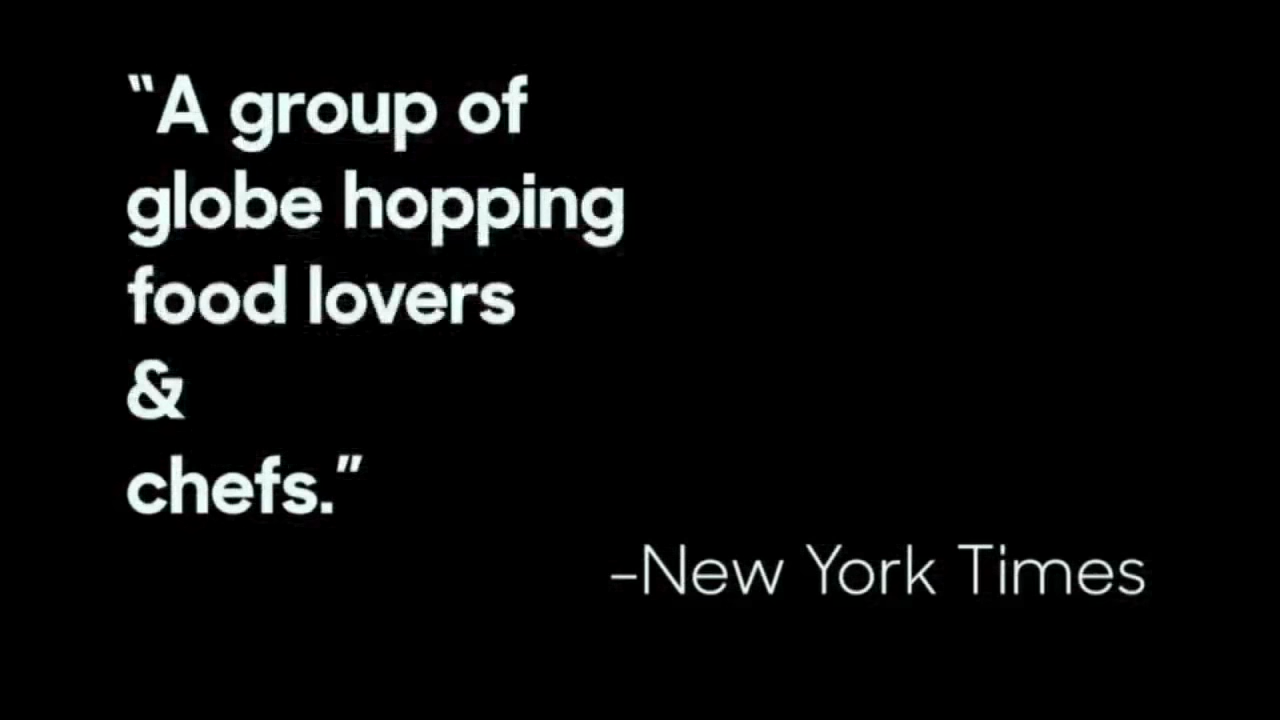 “A group of
globe hopping
food lovers
&
chefs.”
–New York Times